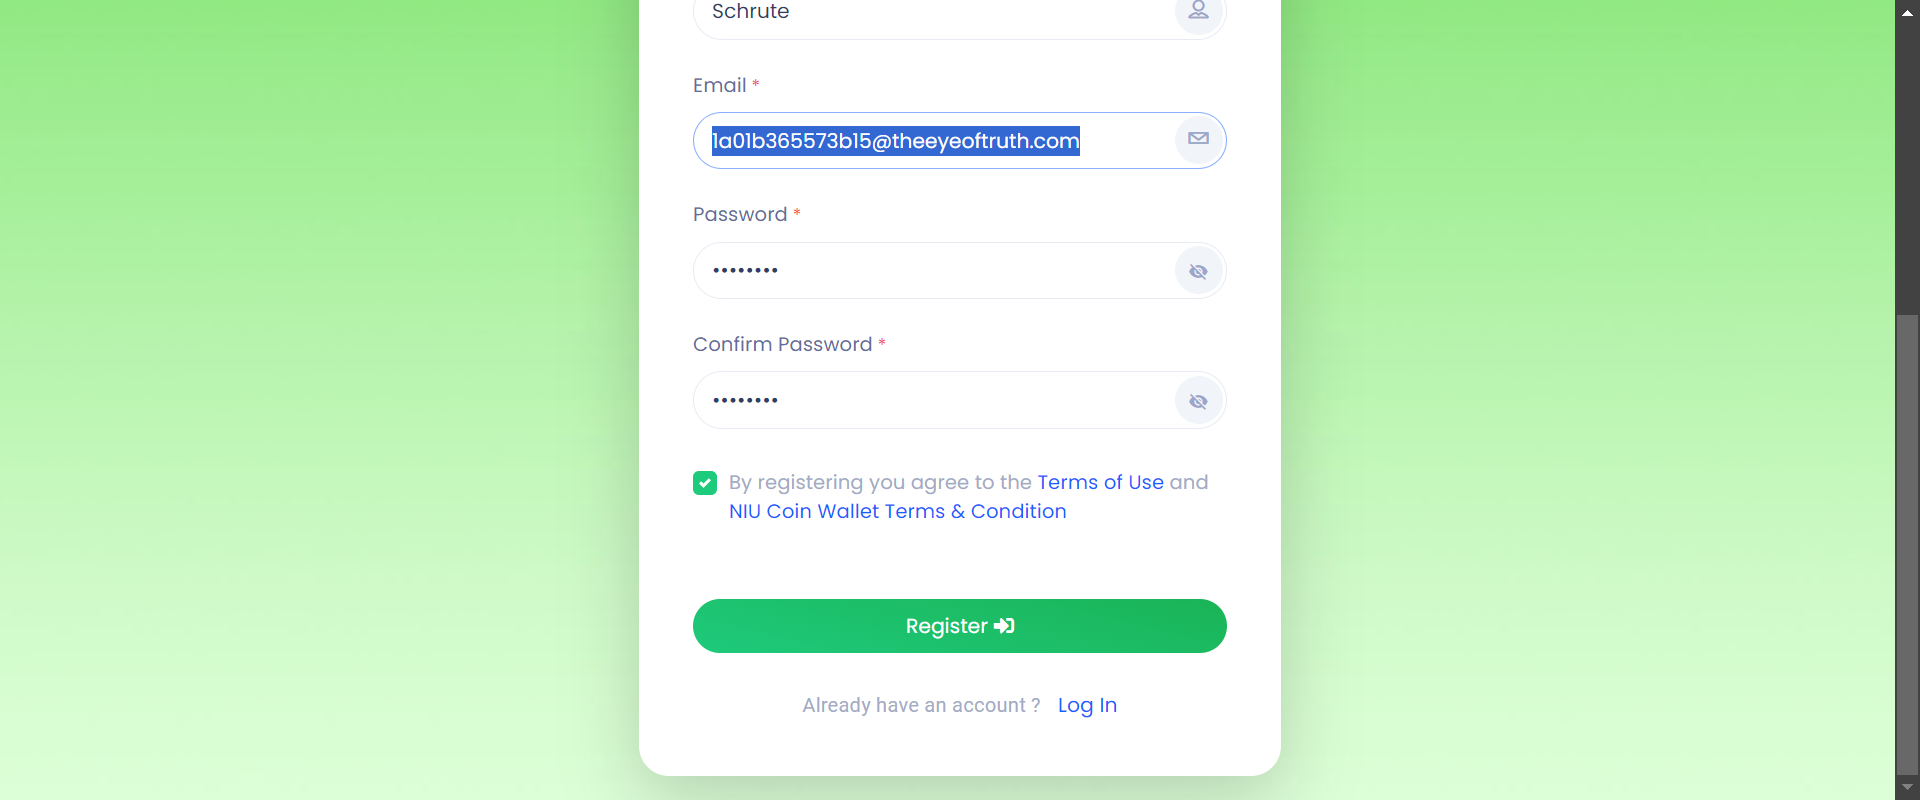 Schrute
Email *
1a01b365573b15@theeyeoftruth.com
Password *
••••••••
Confirm Password *
••••••••
By registering you agree to the Terms of Use and
NIU Coin Wallet Terms & Condition
Register
Already have an account ? Log In